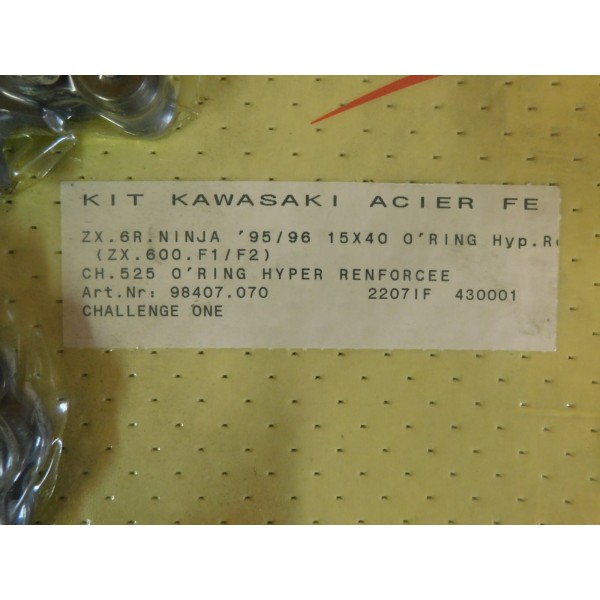 KIT KAWASAKI ACIER FE
ZX.6R.NINJA '95/96 15X40 O'RING Hyp.R
(ZX.600.F1/F2)
CH.525 O'RING HYPER RENFORCEE
Art.Nr: 98407.070 2207IF 430001
CHALLENGE ONE